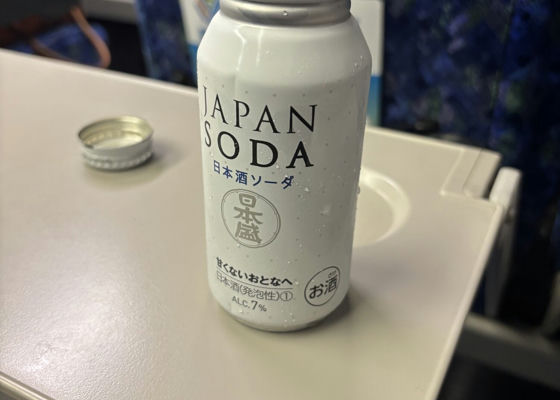 JAPAN
SODA
日本酒ソーダ
日本盛
甘くないおとなへ
日本酒(発泡性)①
ALC.7%
お酒